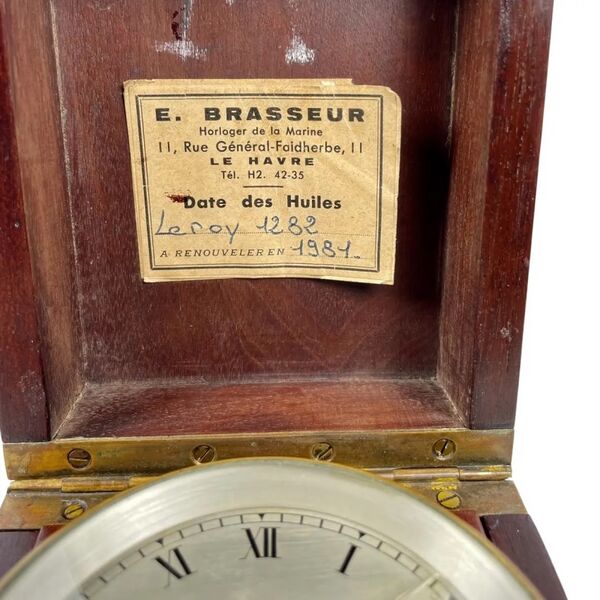 E. BRASSEUR
Horloger de la Marine
11, Rue Général-Faidherbe, 11
LE HAVRE
Tél. H2. 42-35
Date des Huiles
Leroy 1282
A RENOUVELER EN 1981.
XI XII I